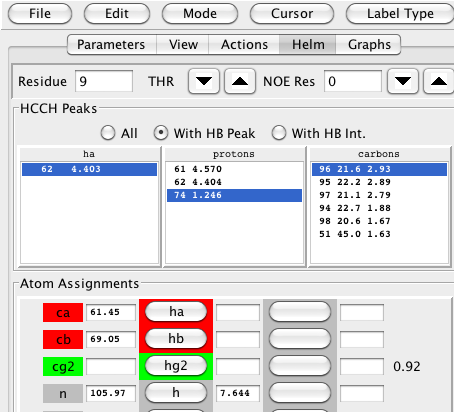 File Edit Mode Cursor Label Type
Parameters View Actions Helm Graphs
Residue 9 THR NOE Res 0
HCCH Peaks
All With HB Peak With HB Int.
ha protons carbons
62 4.403
61 4.570
62 4.404
74 1.246
96 21.6 2.93
95 22.2 2.89
97 21.1 2.79
94 22.7 1.88
98 20.6 1.67
51 45.0 1.63
Atom Assignments
ca 61.45 ha
cb 69.05 hb
cg2 hg2 0.92
n 105.97 h 7.644